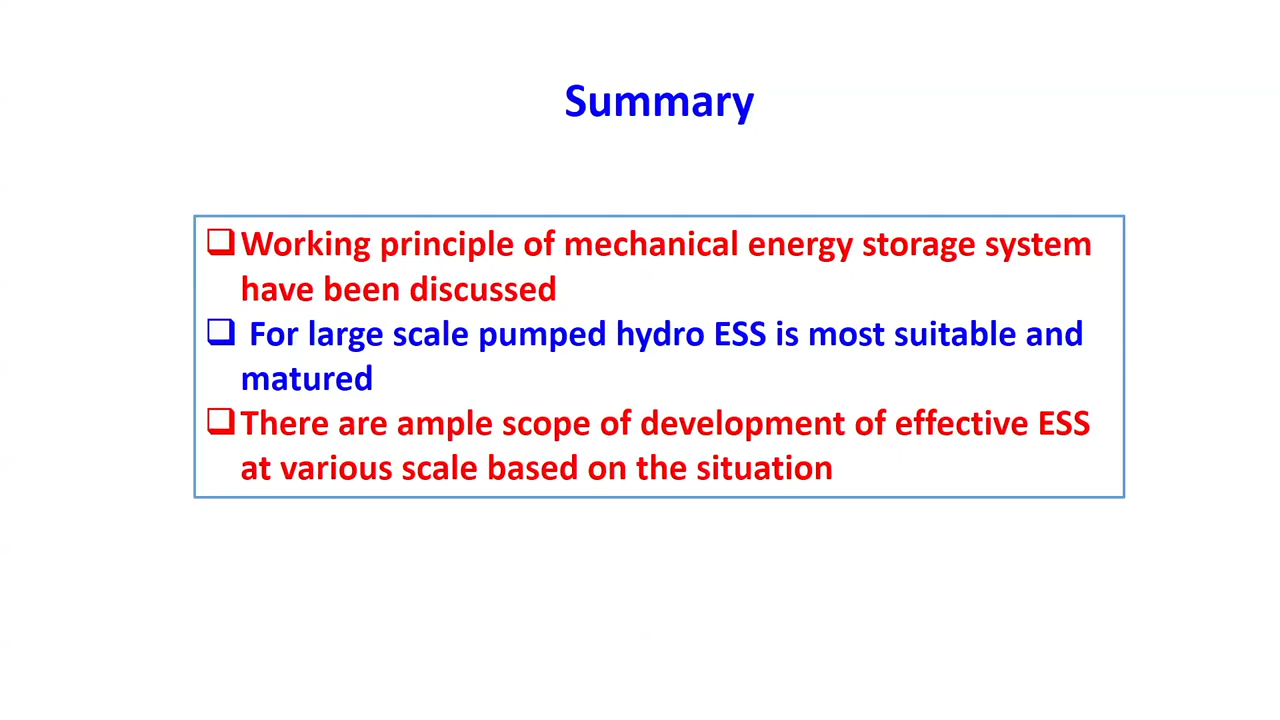 Summary
❑Working principle of mechanical energy storage system
have been discussed
❑ For large scale pumped hydro ESS is most suitable and
matured
❑There are ample scope of development of effective ESS
at various scale based on the situation